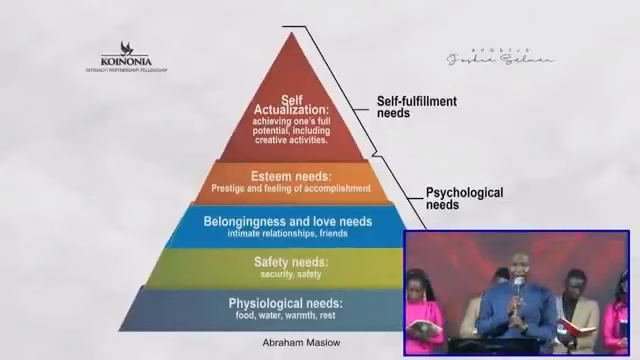 KOINONIA
INTIMACY | PARTNERSHIP | FELLOWSHIP
APOSTLE
Joshua Selman
Self
Actualization:
achieving one's full
potential, including
creative activities.
Self-fulfillment
needs
Esteem needs:
Prestige and feeling of accomplishment
Psychological
needs
Belongingness and love needs
intimate relationships, friends
Safety needs:
security, safety
Physiological needs:
food, water, warmth, rest
Abraham Maslow